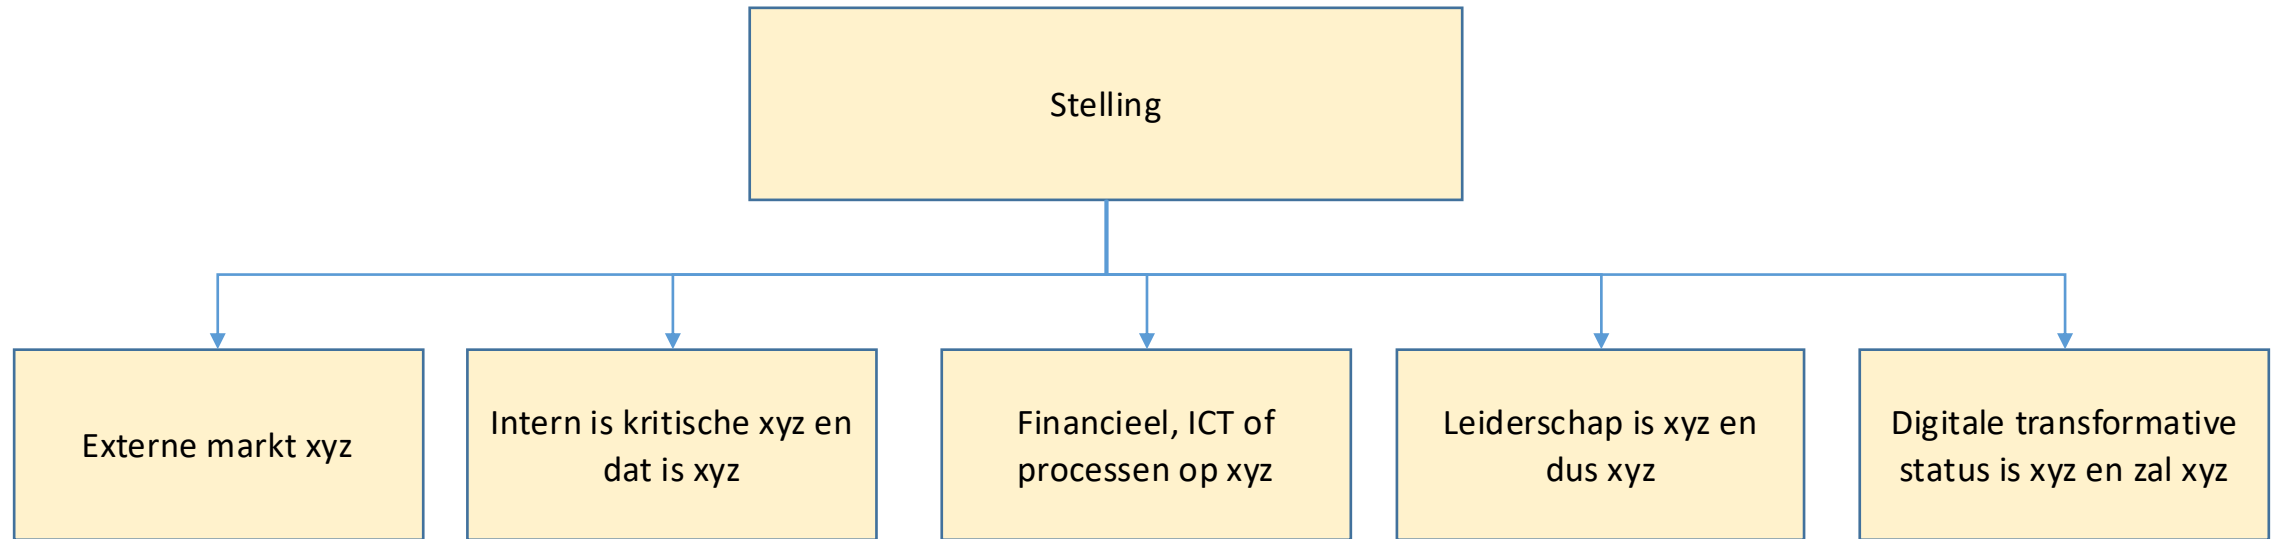 Stelling
Externe markt xyz
Intern is kritische xyz en
dat is xyz
Financieel, ICT of
processen op xyz
Leiderschap is xyz en
dus xyz
Digitale transformative
status is xyz en zal xyz